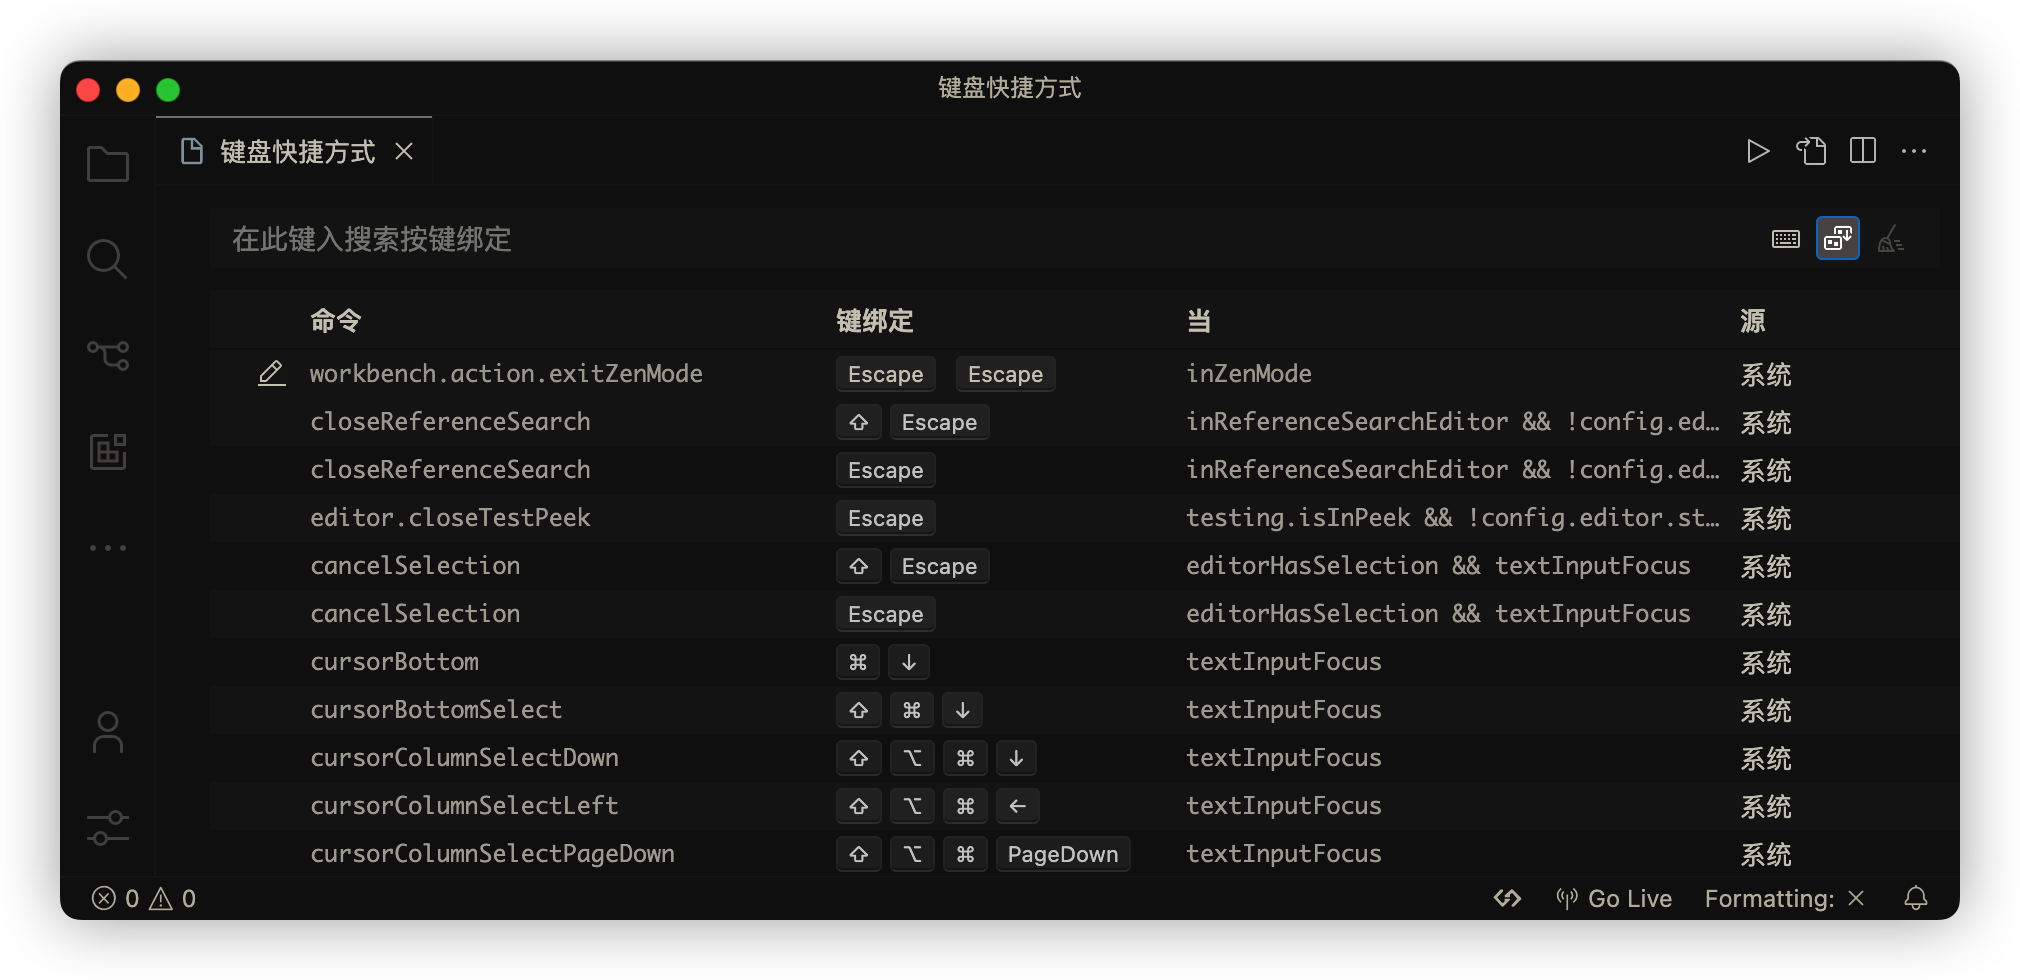 键盘快捷方式
键盘快捷方式
在此键入搜索按键绑定
命令 键绑定 当 源
workbench.action.exitZenMode Escape Escape inZenMode 系统
closeReferenceSearch ⇧ Escape inReferenceSearchEditor && !config.ed… 系统
closeReferenceSearch Escape inReferenceSearchEditor && !config.ed… 系统
editor.closeTestPeek Escape testing.isInPeek && !config.editor.st… 系统
cancelSelection ⇧ Escape editorHasSelection && textInputFocus 系统
cancelSelection Escape editorHasSelection && textInputFocus 系统
cursorBottom ⌘ ↓ textInputFocus 系统
cursorBottomSelect ⇧ ⌘ ↓ textInputFocus 系统
cursorColumnSelectDown ⇧ ⌥ ⌘ ↓ textInputFocus 系统
cursorColumnSelectLeft ⇧ ⌥ ⌘ ← textInputFocus 系统
cursorColumnSelectPageDown ⇧ ⌥ ⌘ PageDown textInputFocus 系统
0 0 Go Live Formatting: ×